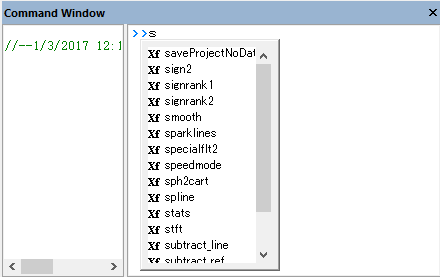 Command Window
//--1/3/2017 12:1
>>s
Xf saveProjectNoDat
Xf sign2
Xf signrank1
Xf signrank2
Xf smooth
Xf sparklines
Xf specialflt2
Xf speedmode
Xf sph2cart
Xf spline
Xf stats
Xf stft
Xf subtract_line
Xf subtract_ref